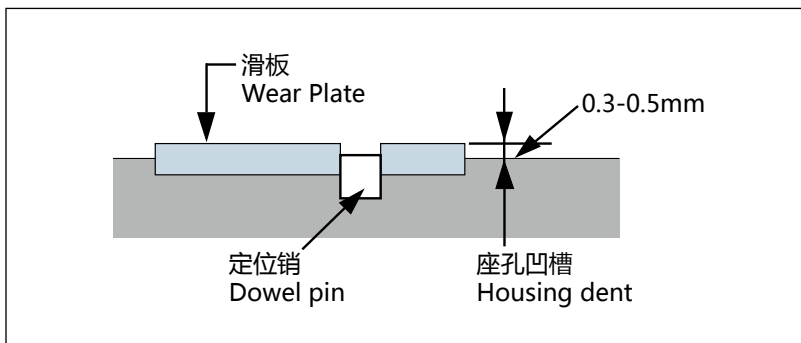 滑板
Wear Plate
0.3-0.5mm
定位销
Dowel pin
座孔凹槽
Housing dent